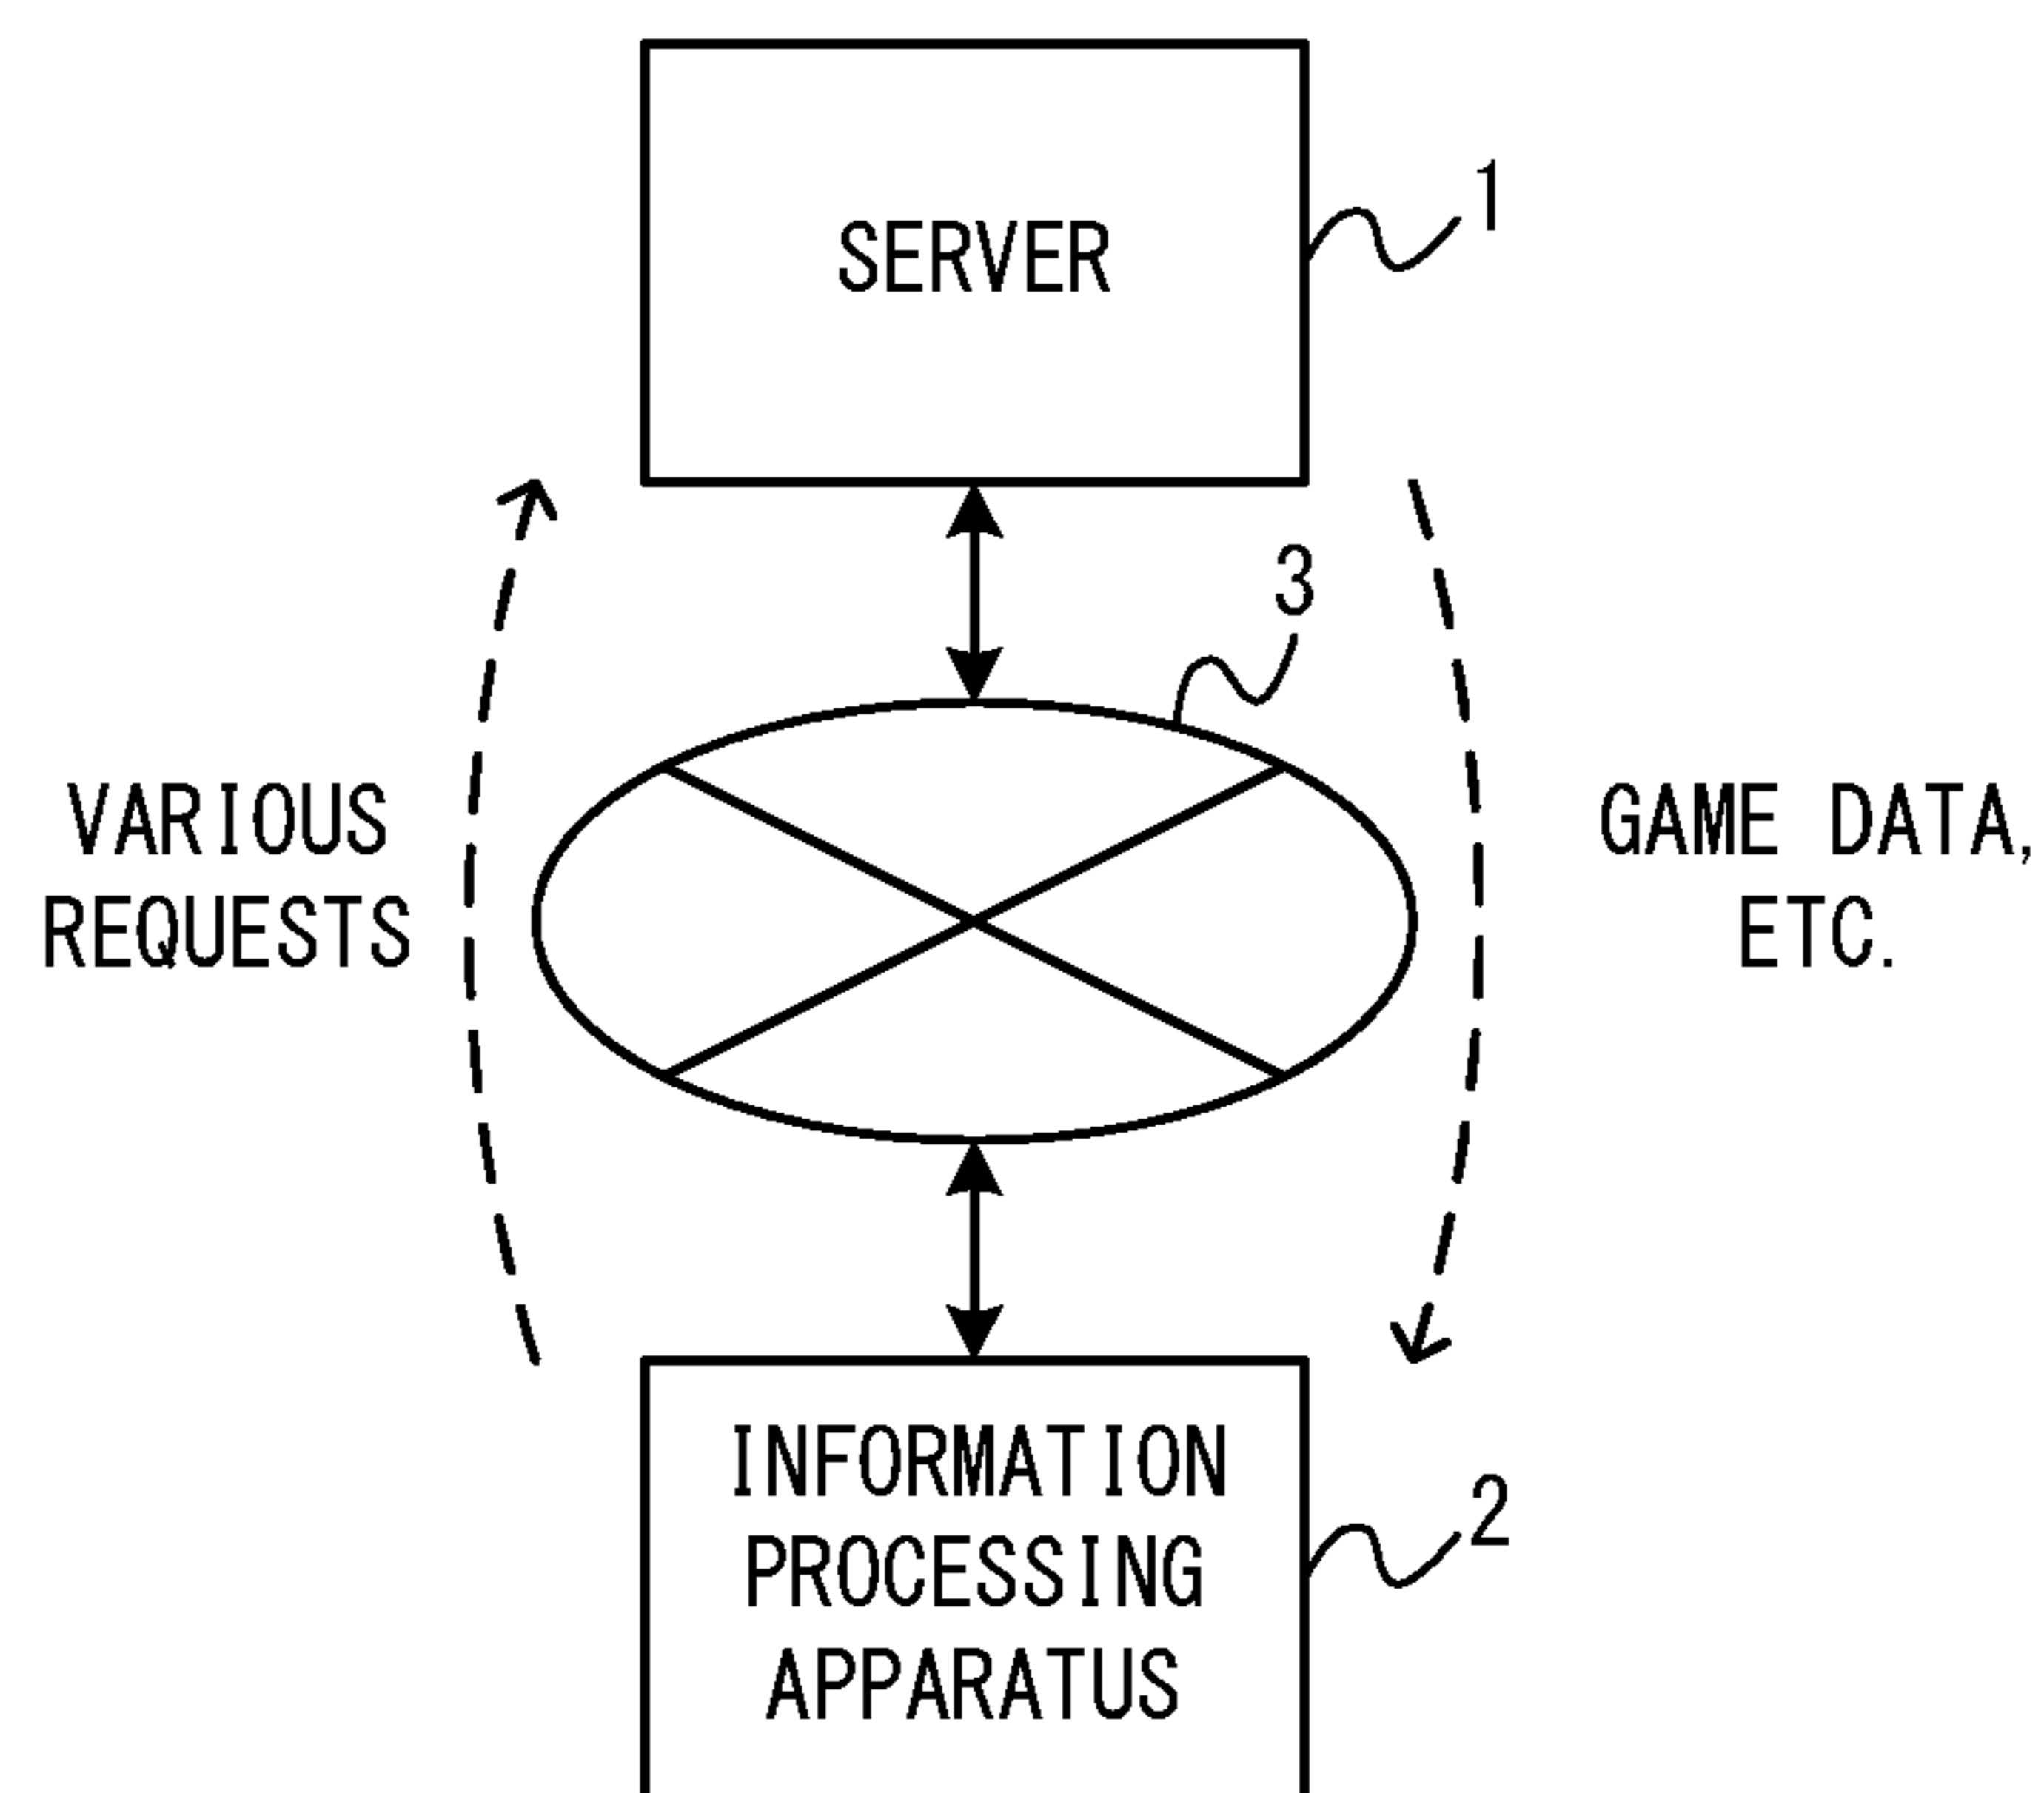 SERVER
1
3
VARIOUS
REQUESTS
GAME DATA,
ETC.
INFORMATION
PROCESSING
APPARATUS
2